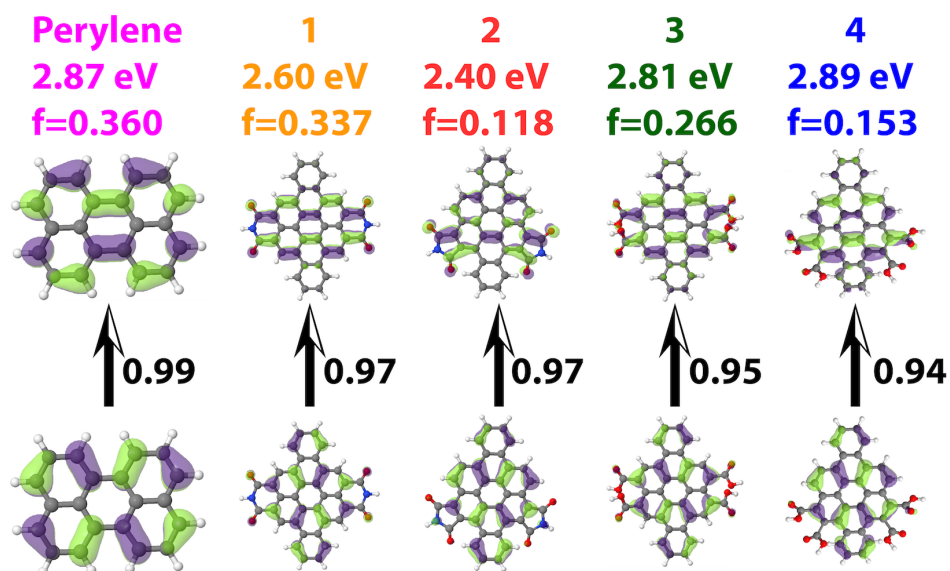 Perylene 1 2 3 4
2.87 eV 2.60 eV 2.40 eV 2.81 eV 2.89 eV
f=0.360 f=0.337 f=0.118 f=0.266 f=0.153
0.99 0.97 0.97 0.95 0.94